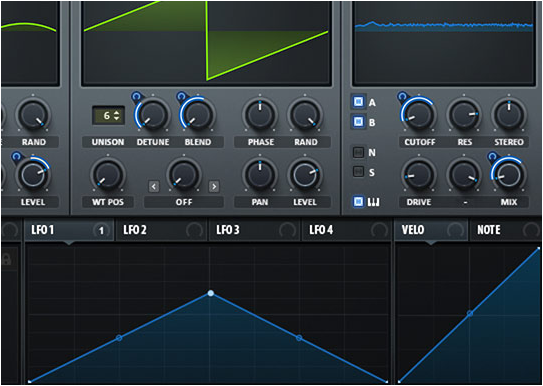 6
A
B
N
S
RAND
UNISON
DETUNE
BLEND
PHASE
RAND
CUTOFF
RES
STEREO
LEVEL
WT POS
OFF
PAN
LEVEL
DRIVE
-
MIX
LFO 1
1
LFO 2
LFO 3
LFO 4
VELO
NOTE